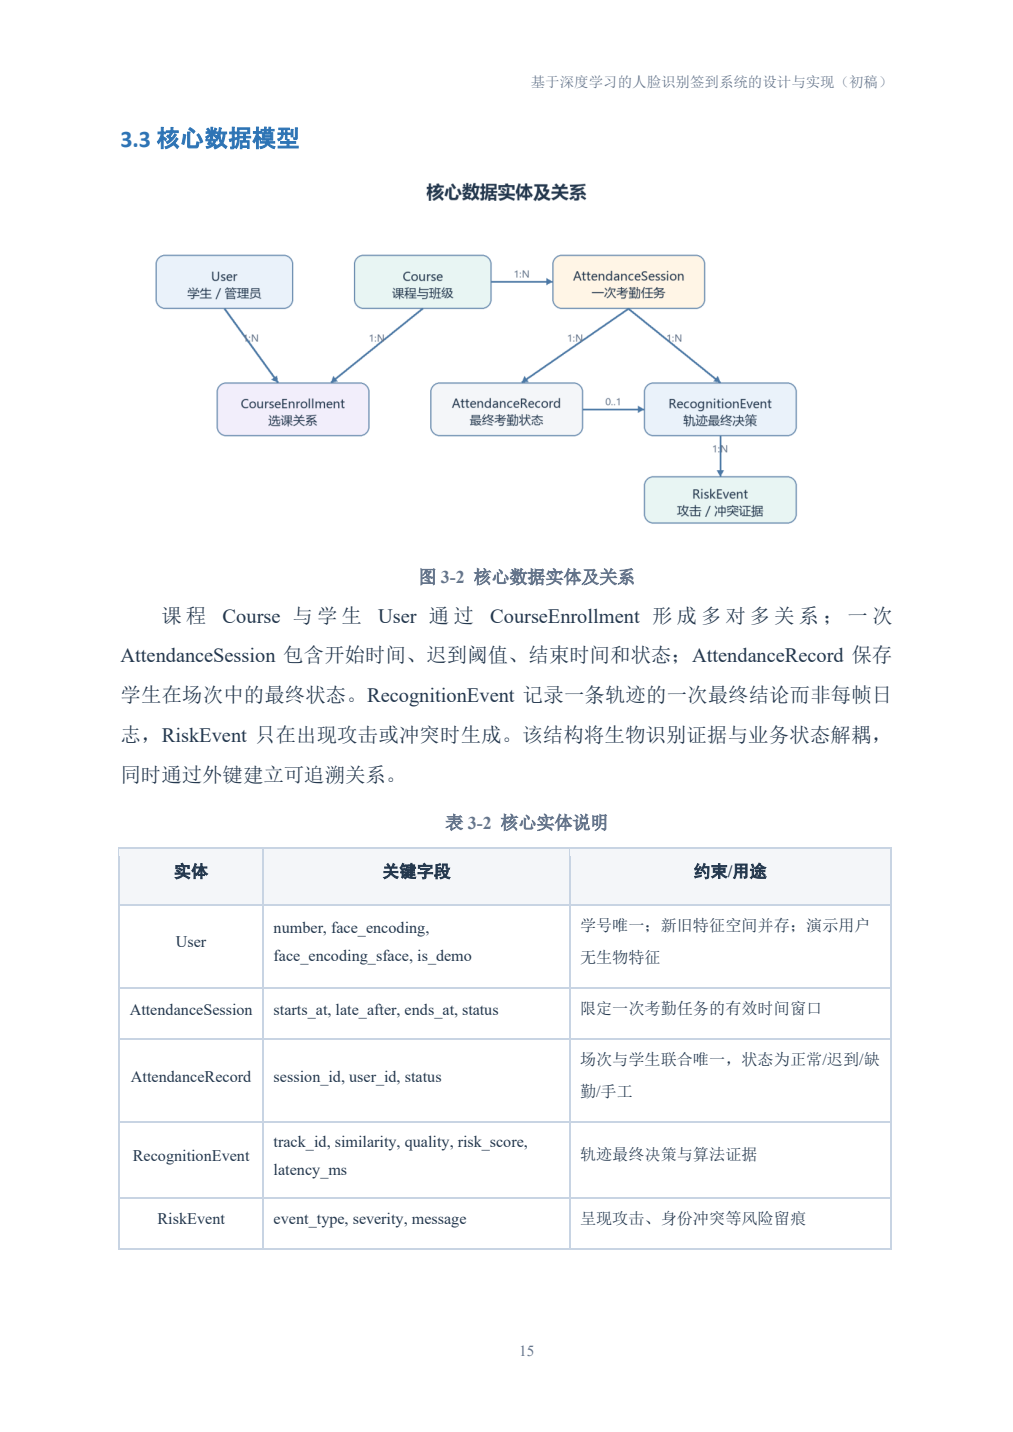 基于深度学习的人脸识别签到系统的设计与实现（初稿）
3.3 核心数据模型
核心数据实体及关系
User
学生 / 管理员
Course
课程与班级
1:N
AttendanceSession
一次考勤任务
1:N
1:N
1:N
1:N
CourseEnrollment
选课关系
AttendanceRecord
最终考勤状态
0..1
RecognitionEvent
轨迹最终决策
1:N
RiskEvent
攻击 / 冲突证据
图 3-2 核心数据实体及关系
课程 Course 与学生 User 通过 CourseEnrollment 形成多对多关系；一次
AttendanceSession 包含开始时间、迟到阈值、结束时间和状态；AttendanceRecord 保存
学生在场次中的最终状态。RecognitionEvent 记录一条轨迹的一次最终结论而非每帧日
志，RiskEvent 只在出现攻击或冲突时生成。该结构将生物识别证据与业务状态解耦，
同时通过外键建立可追溯关系。
表 3-2 核心实体说明
实体 关键字段 约束/用途
User
number, face_encoding,
face_encoding_sface, is_demo
学号唯一；新旧特征空间并存；演示用户
无生物特征
AttendanceSession
starts_at, late_after, ends_at, status
限定一次考勤任务的有效时间窗口
AttendanceRecord
session_id, user_id, status
场次与学生联合唯一，状态为正常/迟到/缺
勤/手工
RecognitionEvent
track_id, similarity, quality, risk_score,
latency_ms
轨迹最终决策与算法证据
RiskEvent
event_type, severity, message
呈现攻击、身份冲突等风险留痕
15